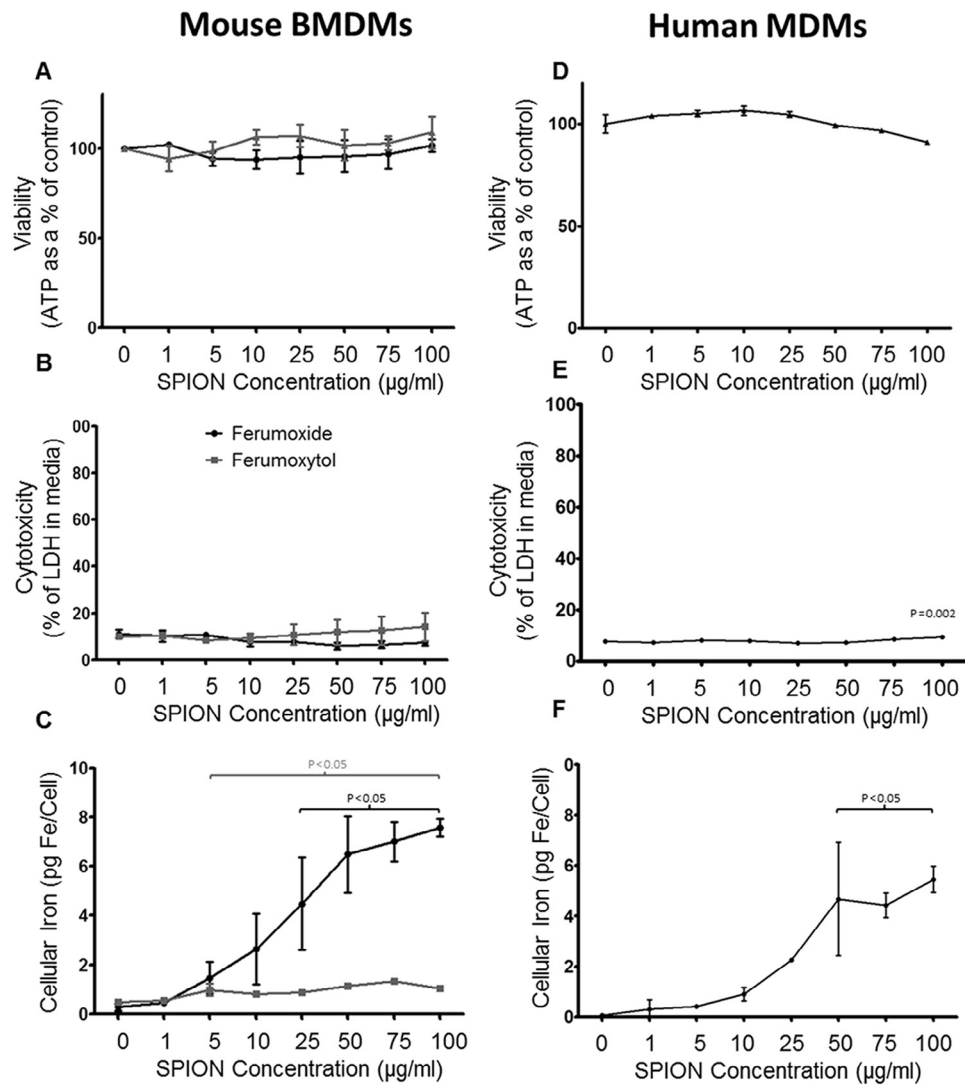 Mouse BMDMs
Human MDMs
A
Viability
(ATP as a % of control)
100
50
0
0 1 5 10 25 50 75 100
SPION Concentration (µg/ml)
D
Viability
(ATP as a % of control)
100
50
0
0 1 5 10 25 50 75 100
SPION Concentration (µg/ml)
B
Cytotoxicity
(% of LDH in media)
00
80
60
40
20
0
Ferumoxide
Ferumoxytol
0 1 5 10 25 50 75 100
SPION Concentration (µg/ml)
E
Cytotoxicity
(% of LDH in media)
100
80
60
40
20
0
P=0.002
0 1 5 10 25 50 75 100
SPION Concentration (µg/ml)
C
Cellular Iron (pg Fe/Cell)
10
8
6
4
2
0
P<0.05
P<0.05
0 1 5 10 25 50 75 100
SPION Concentration (µg/ml)
F
Cellular Iron (pg Fe/Cell)
0
8
6
4
2
0
P<0.05
0 1 5 10 25 50 75 100
SPION Concentration (µg/ml)